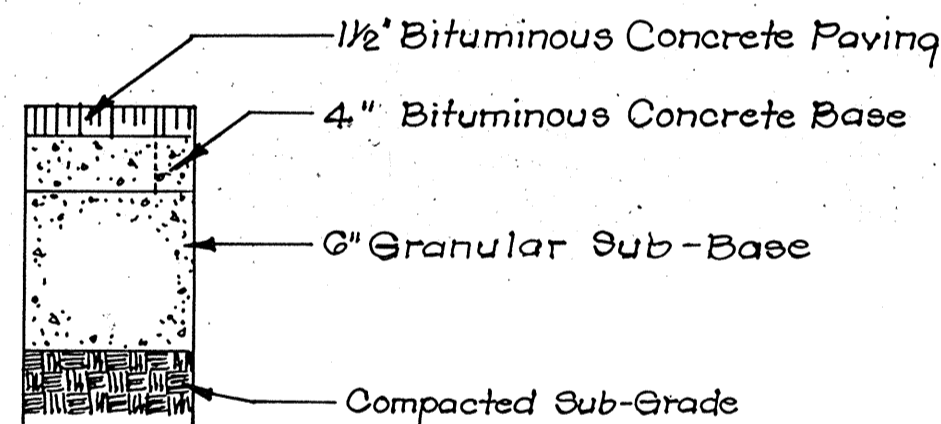 1½" Bituminous Concrete Paving
4" Bituminous Concrete Base
6" Granular Sub-Base
Compacted Sub-Grade